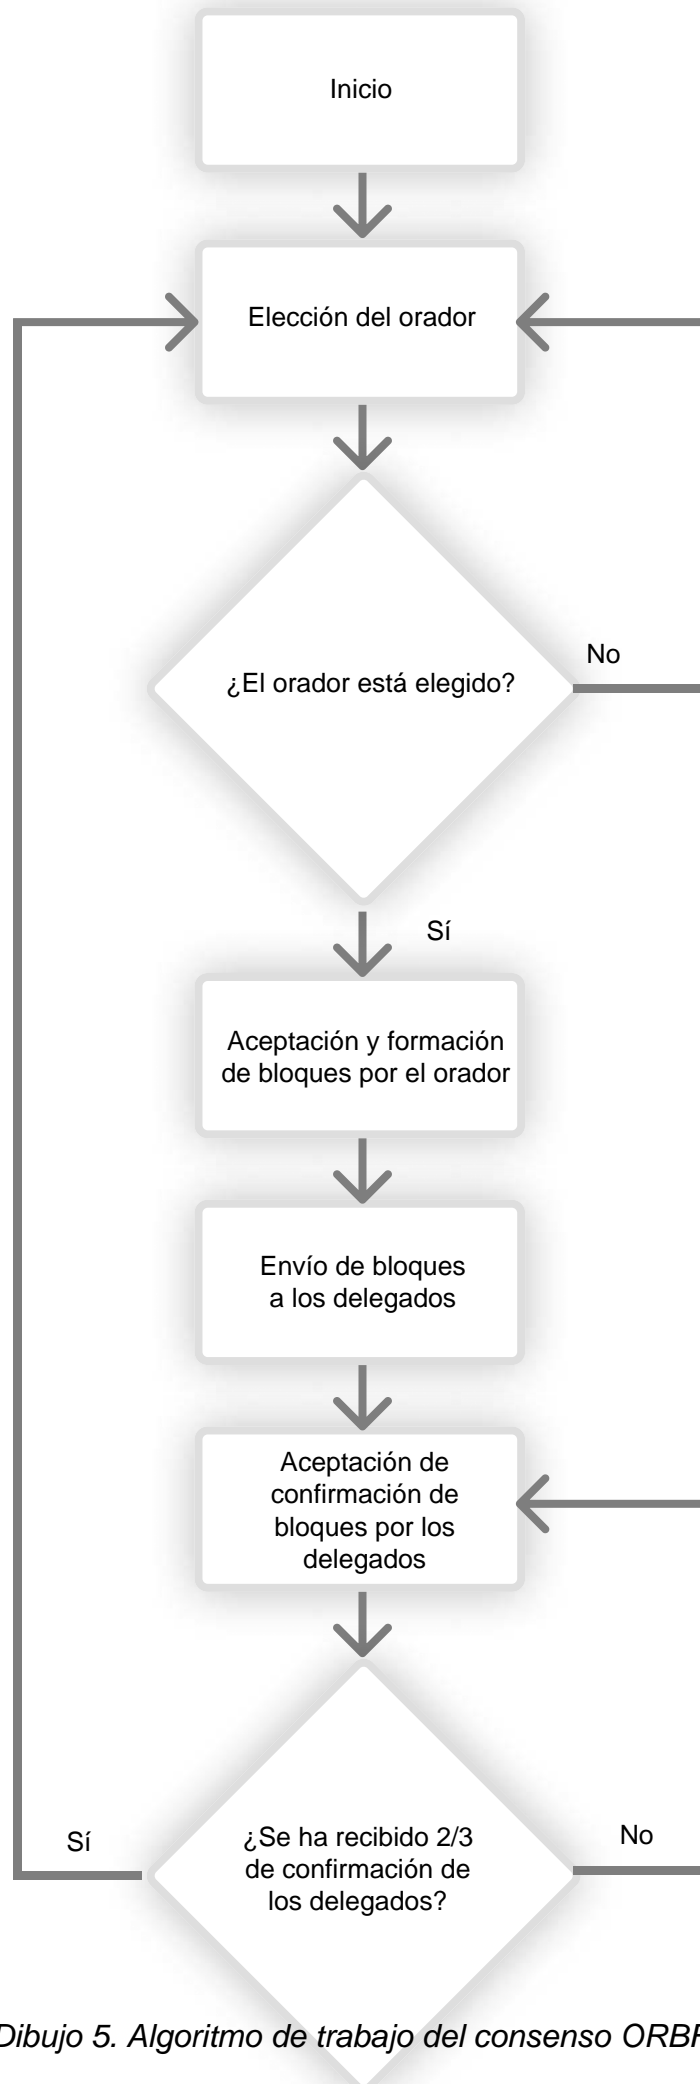 Inicio
Elección del orador
¿El orador está elegido?
No
Sí
Aceptación y formación
de bloques por el orador
Envío de bloques
a los delegados
Aceptación de
confirmación de
bloques por los
delegados
Sí
¿Se ha recibido 2/3
de confirmación de
los delegados?
No
Dibujo 5. Algoritmo de trabajo del consenso